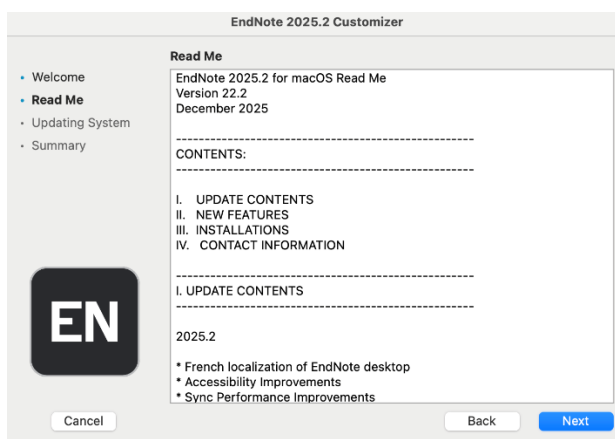 EndNote 2025.2 Customizer
Read Me
Welcome
Read Me
Updating System
Summary
EndNote 2025.2 for macOS Read Me
Version 22.2
December 2025
------------------------------------------------------------
CONTENTS:
------------------------------------------------------------
I. UPDATE CONTENTS
II. NEW FEATURES
III. INSTALLATIONS
IV. CONTACT INFORMATION
------------------------------------------------------------
I. UPDATE CONTENTS
------------------------------------------------------------
2025.2
* French localization of EndNote desktop
* Accessibility Improvements
* Sync Performance Improvements
EN
Cancel
Back
Next